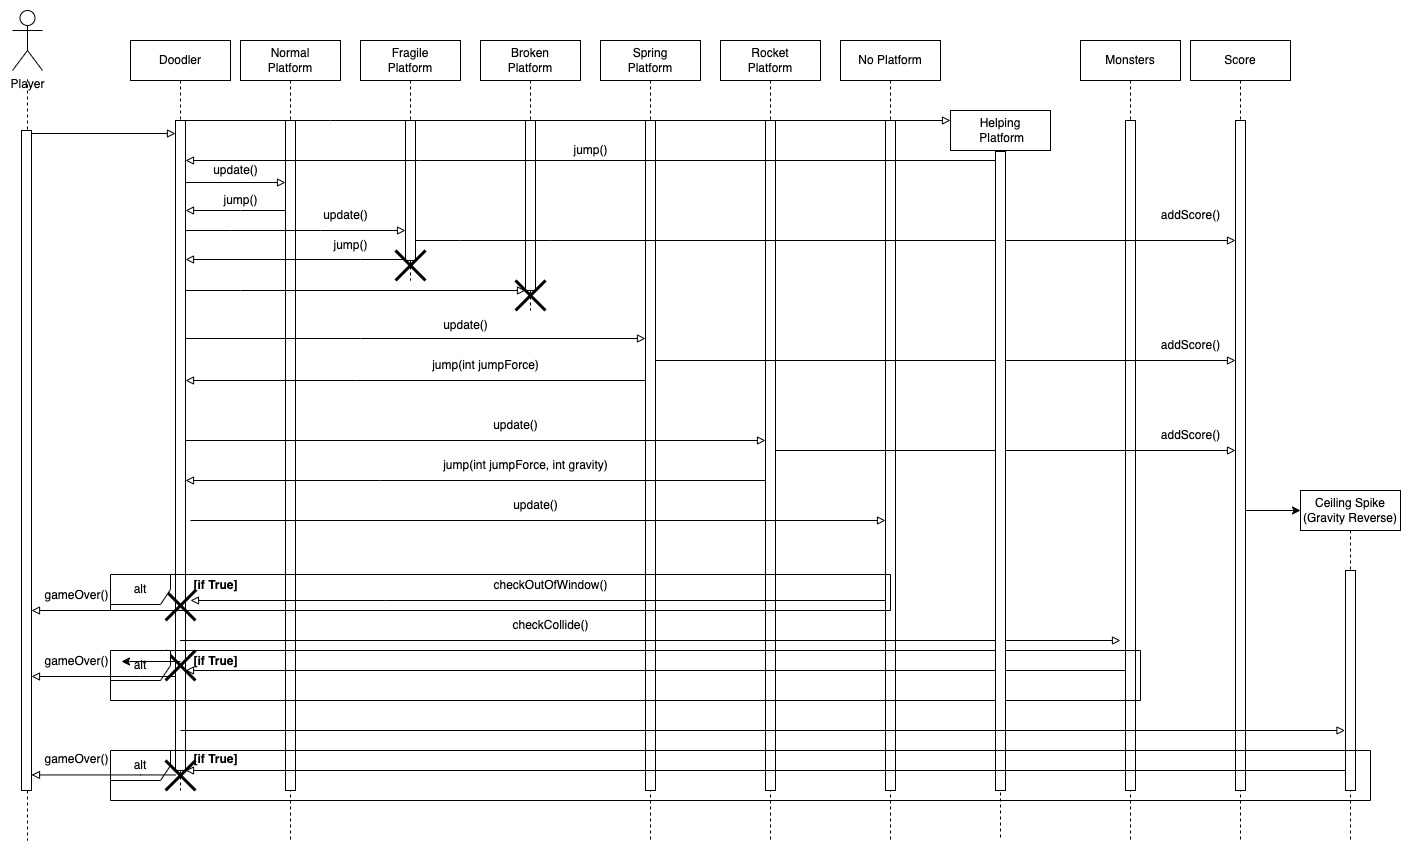 Player
Doodler
Normal
Platform
Fragile
Platform
Broken
Platform
Spring
Platform
Rocket
Platform
No Platform
Monsters
Score
Helping
Platform
jump()
update()
jump()
update()
addScore()
jump()
update()
addScore()
jump(int jumpForce)
update()
addScore()
jump(int jumpForce, int gravity)
update()
Ceiling Spike
(Gravity Reverse)
gameOver()
alt
[if True]
checkOutOfWindow()
checkCollide()
gameOver()
alt
[if True]
gameOver()
alt
[if True]